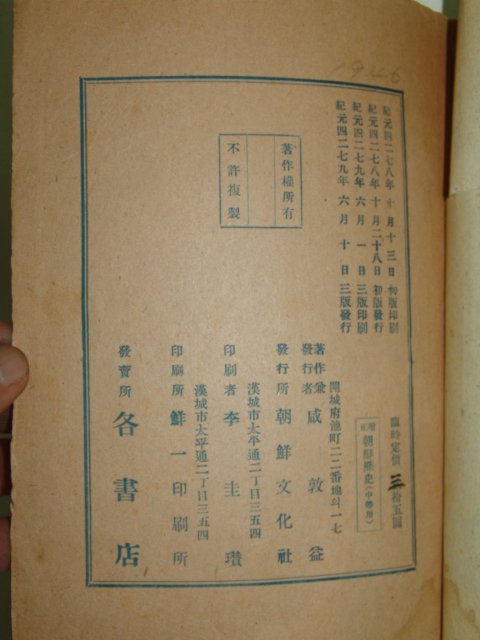 1946
紀元四二七八年 十月十三日 初版印刷
紀元四二七八年 十月二十八日 初版發行
紀元四二七九年 六月一日 三版印刷
紀元四二七九年 六月十日 三版發行
著作權所有
不許複製
臨時定價 三拾五圓
朝鮮歷史(中等用)
開城府池町二二番地의一七
著作兼發行者 咸敦益
發行所 朝鮮文化社
漢城市太平通二丁目三五四
印刷者 李圭瓚
漢城市太平通二丁目三五四
印刷所 鮮一印刷所
發賣所 各書店